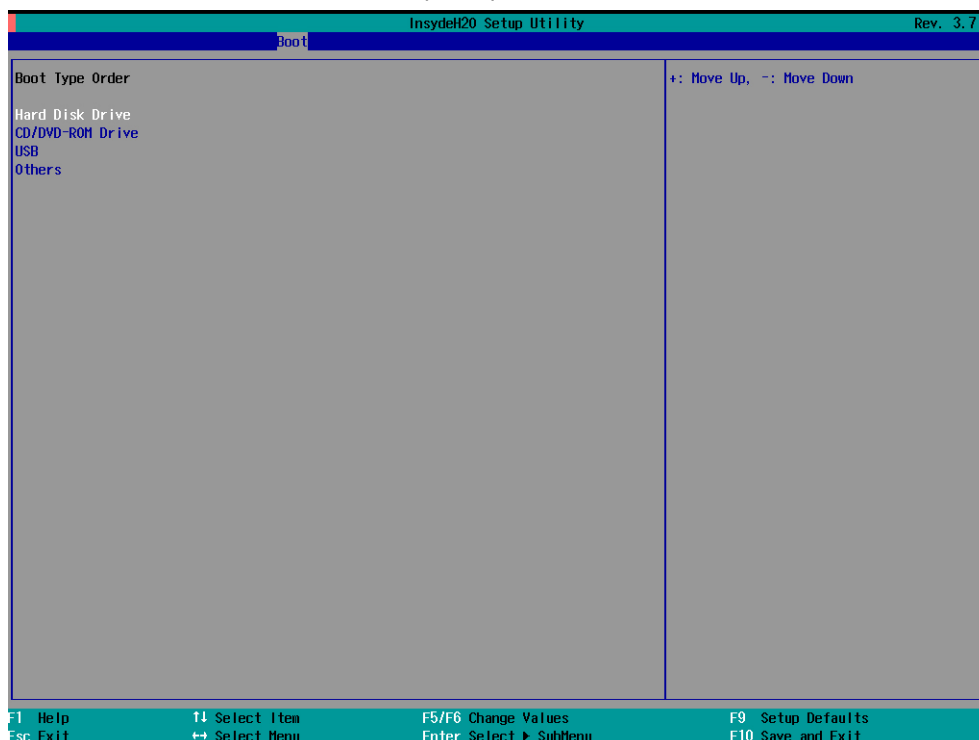 InsydeH20 Setup Utility Rev. 3.7
Boot
Boot Type Order
+: Move Up, -: Move Down
Hard Disk Drive
CD/DVD-ROM Drive
USB
Others
F1 Help ↑↓ Select Item F5/F6 Change Values F9 Setup Defaults
Esc Exit ↔ Select Menu Enter Select ▶ SubMenu F10 Save and Exit